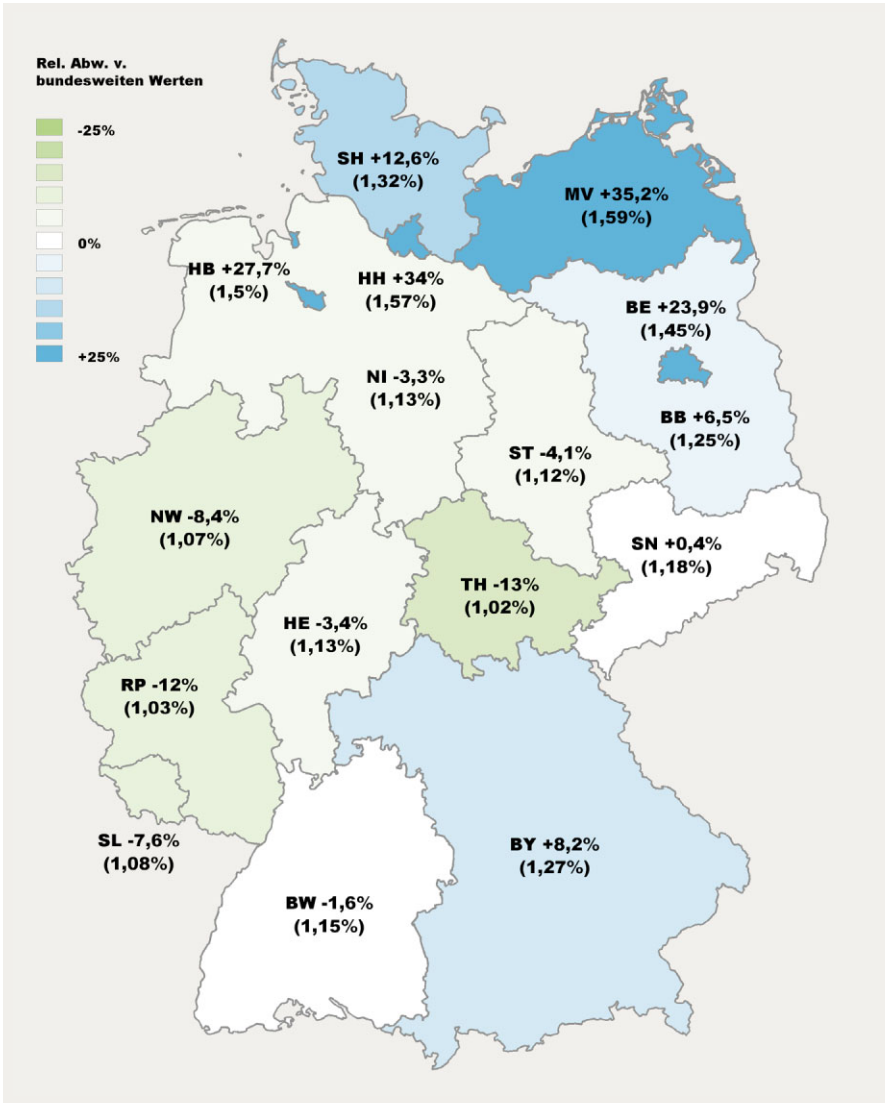 Rel. Abw. v.
bundesweiten Werten
-25%
0%
+25%
SH +12,6%
(1,32%)
MV +35,2%
(1,59%)
HB +27,7%
(1,5%)
HH +34%
(1,57%)
BE +23,9%
(1,45%)
NI -3,3%
(1,13%)
BB +6,5%
(1,25%)
ST -4,1%
(1,12%)
NW -8,4%
(1,07%)
SN +0,4%
(1,18%)
TH -13%
(1,02%)
HE -3,4%
(1,13%)
RP -12%
(1,03%)
SL -7,6%
(1,08%)
BY +8,2%
(1,27%)
BW -1,6%
(1,15%)